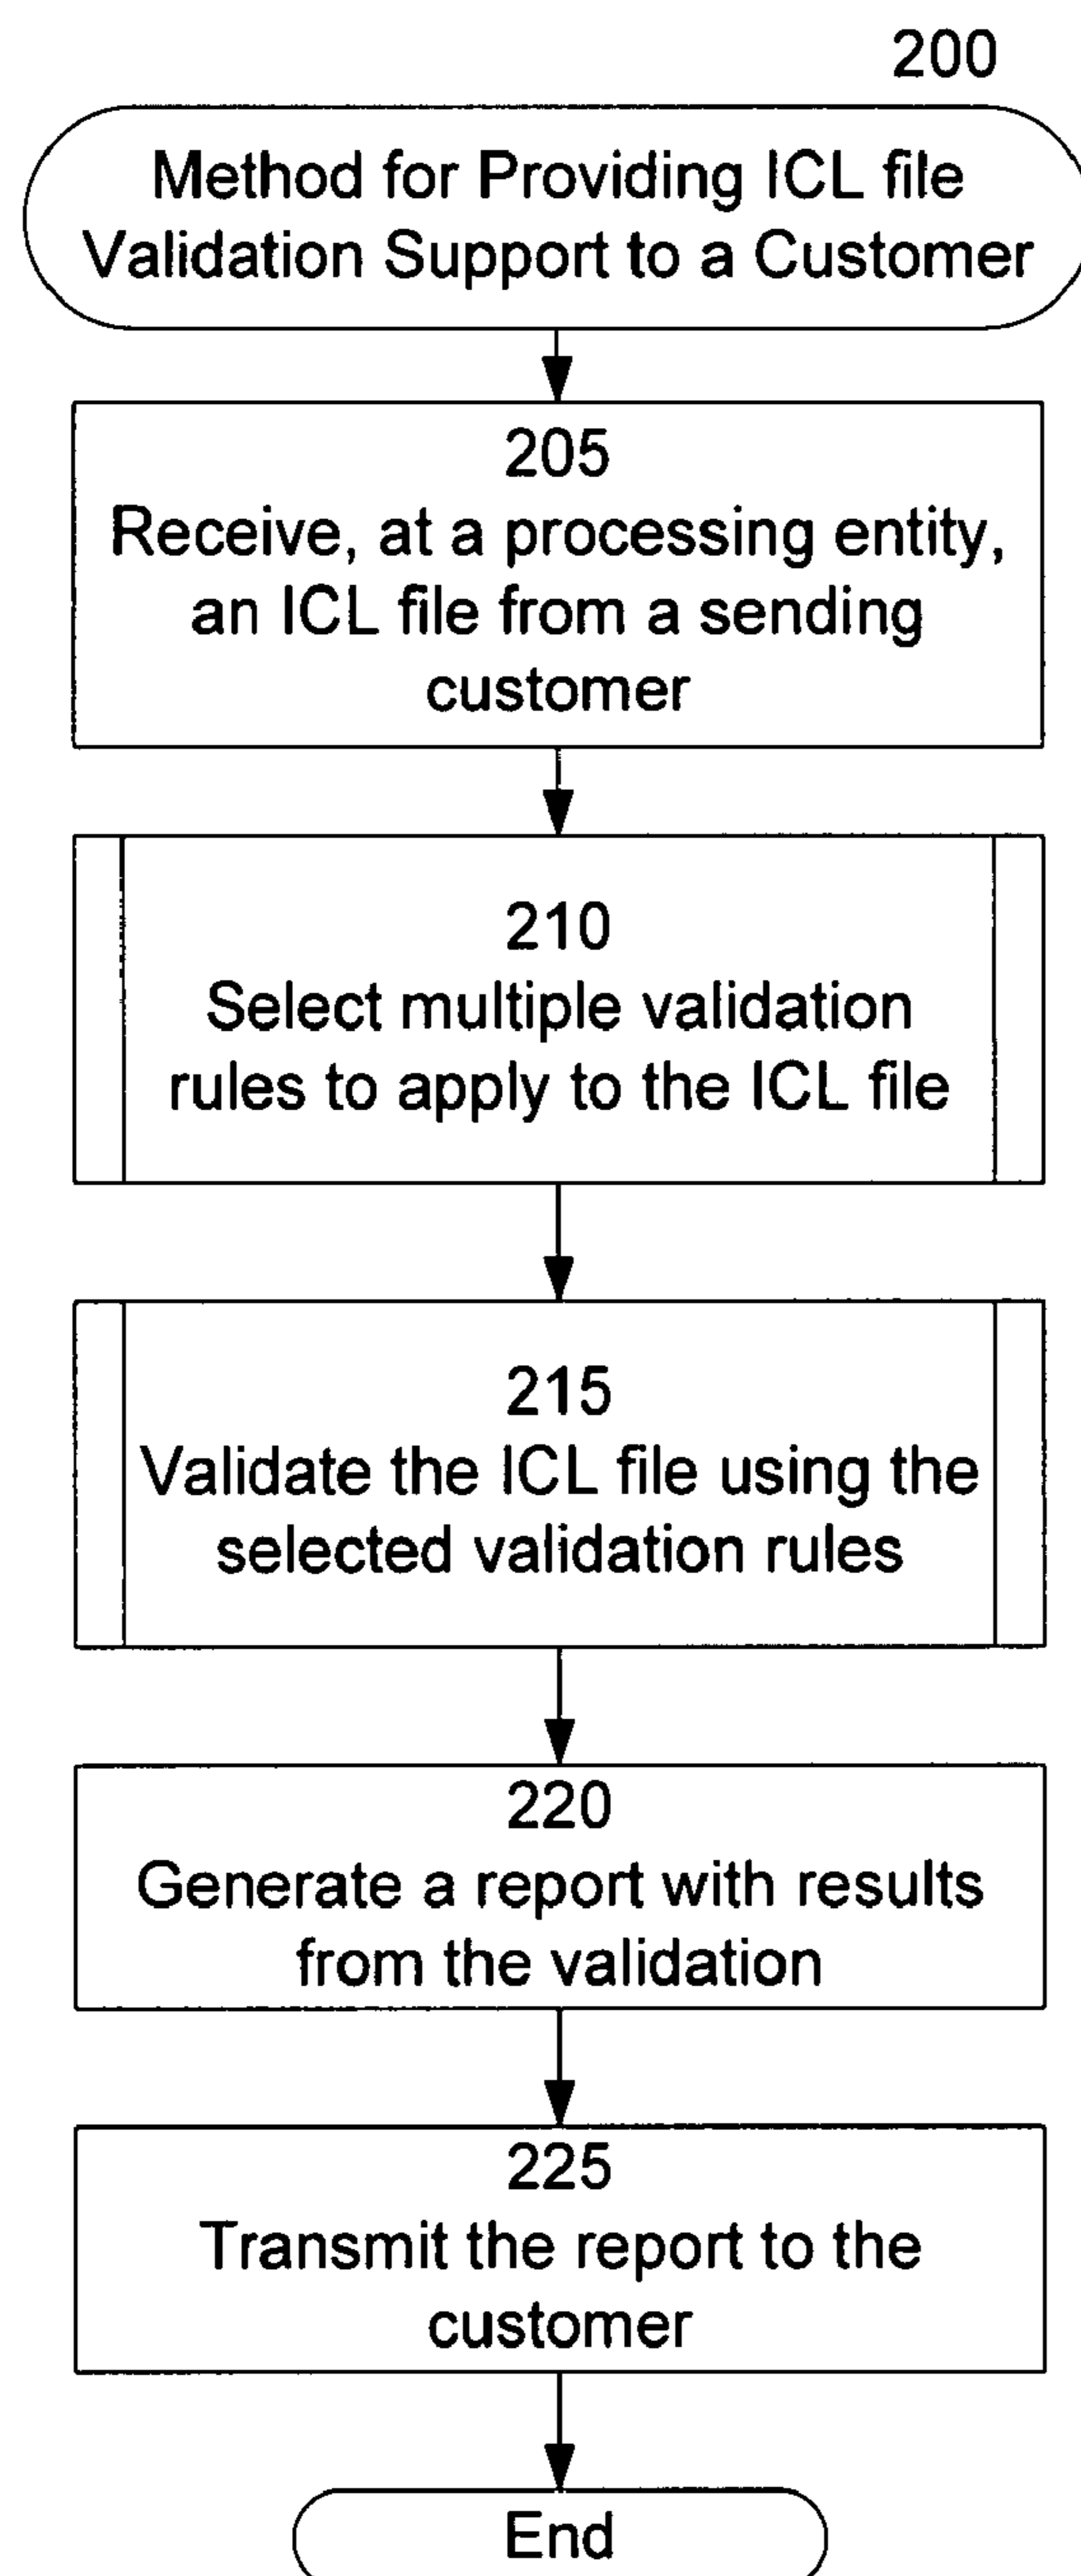 200
Method for Providing ICL file
Validation Support to a Customer
205
Receive, at a processing entity,
an ICL file from a sending
customer
210
Select multiple validation
rules to apply to the ICL file
215
Validate the ICL file using the
selected validation rules
220
Generate a report with results
from the validation
225
Transmit the report to the
customer
End